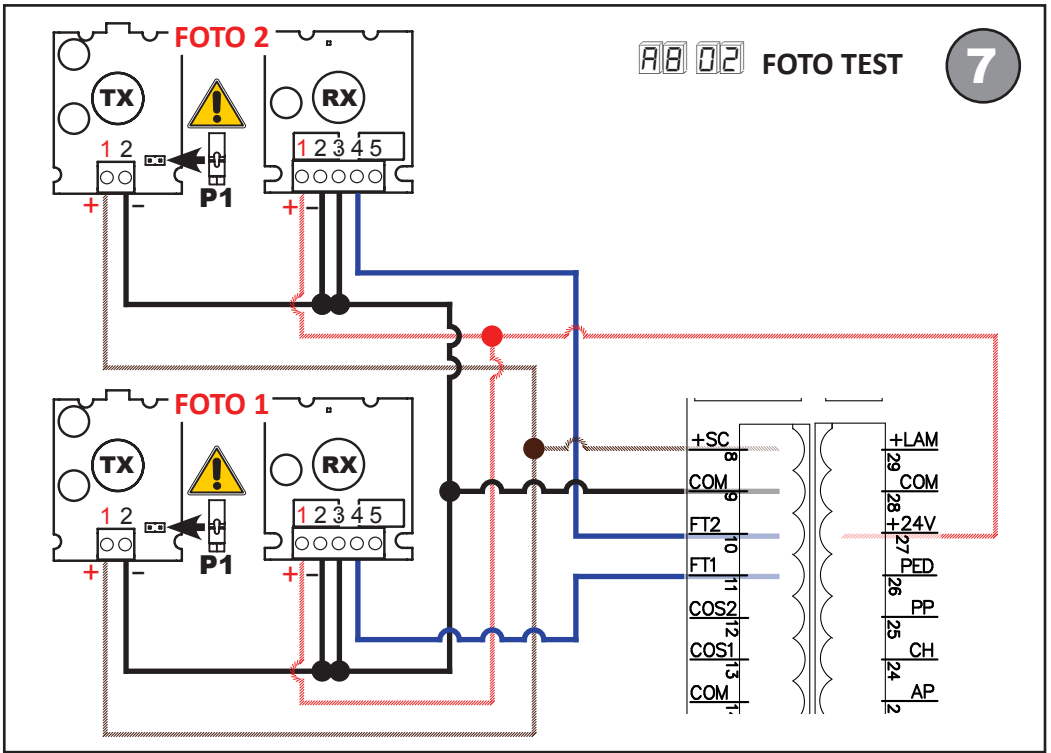 FOTO 2
A8 02 FOTO TEST
7
TX
RX
1 2
1 2 3 4 5
P1
+ −
+ −
FOTO 1
TX
RX
1 2
1 2 3 4 5
P1
+ −
+ −
+SC
8
COM
9
FT2
10
FT1
11
COS2
12
COS1
13
COM
+LAM
29
COM
28
+24V
27
PED
26
PP
25
CH
24
AP
2